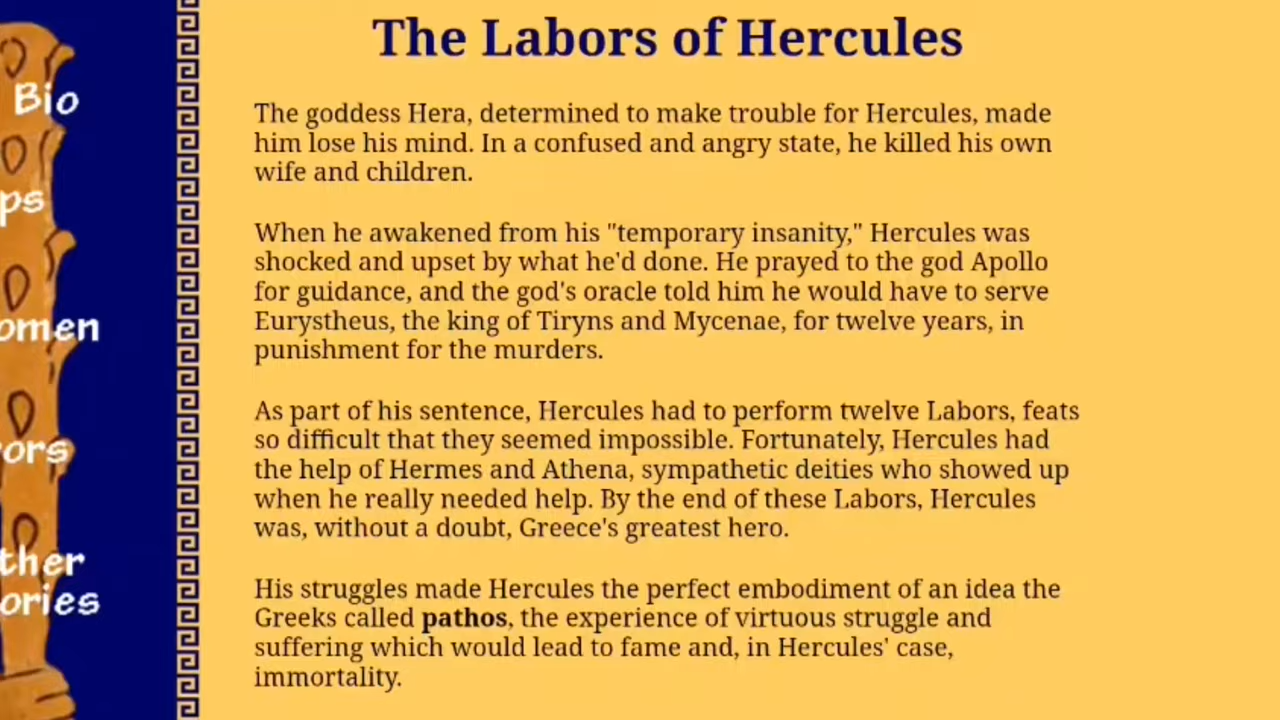 The Labors of Hercules
Bio
ps
omen
ors
ther
ories
The goddess Hera, determined to make trouble for Hercules, made
him lose his mind. In a confused and angry state, he killed his own
wife and children.
When he awakened from his "temporary insanity," Hercules was
shocked and upset by what he'd done. He prayed to the god Apollo
for guidance, and the god's oracle told him he would have to serve
Eurystheus, the king of Tiryns and Mycenae, for twelve years, in
punishment for the murders.
As part of his sentence, Hercules had to perform twelve Labors, feats
so difficult that they seemed impossible. Fortunately, Hercules had
the help of Hermes and Athena, sympathetic deities who showed up
when he really needed help. By the end of these Labors, Hercules
was, without a doubt, Greece's greatest hero.
His struggles made Hercules the perfect embodiment of an idea the
Greeks called pathos, the experience of virtuous struggle and
suffering which would lead to fame and, in Hercules' case,
immortality.